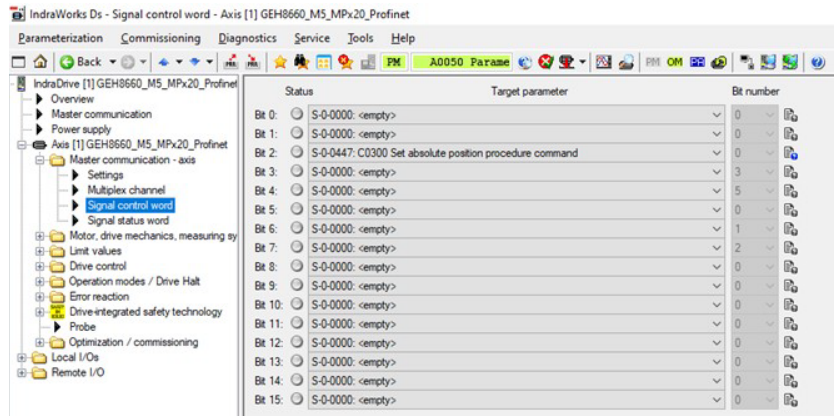 IndraWorks Ds - Signal control word - Axis [1] GEH8660_M5_MPx20_Profinet
Parameterization Commissioning Diagnostics Service Tools Help
Back PM A0050 Parame PM OM
IndraDrive [1] GEH8660_M5_MPx20_Profinet
Overview
Master communication
Power supply
Axis [1] GEH8660_M5_MPx20_Profinet
Master communication - axis
Settings
Multiplex channel
Signal control word
Signal status word
Motor, drive mechanics, measuring sy
Limit values
Drive control
Operation modes / Drive Halt
Error reaction
Drive-integrated safety technology
Probe
Optimization / commissioning
Local I/Os
Remote I/O
Status Target parameter Bit number
Bit 0: S-0-0000: <empty> 0
Bit 1: S-0-0000: <empty> 0
Bit 2: S-0-0447: C0300 Set absolute position procedure command 0
Bit 3: S-0-0000: <empty> 3
Bit 4: S-0-0000: <empty> 5
Bit 5: S-0-0000: <empty> 0
Bit 6: S-0-0000: <empty> 1
Bit 7: S-0-0000: <empty> 2
Bit 8: S-0-0000: <empty> 0
Bit 9: S-0-0000: <empty> 0
Bit 10: S-0-0000: <empty> 0
Bit 11: S-0-0000: <empty> 0
Bit 12: S-0-0000: <empty> 0
Bit 13: S-0-0000: <empty> 0
Bit 14: S-0-0000: <empty> 0
Bit 15: S-0-0000: <empty> 0